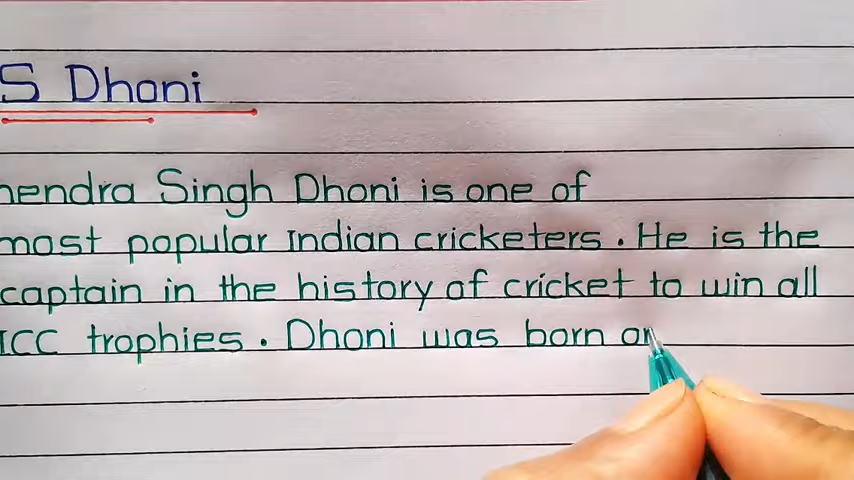 S Dhoni
hendra Singh Dhoni is one of
most popular Indian cricketers. He is the
captain in the history of cricket to win all
ICC trophies. Dhoni was born on